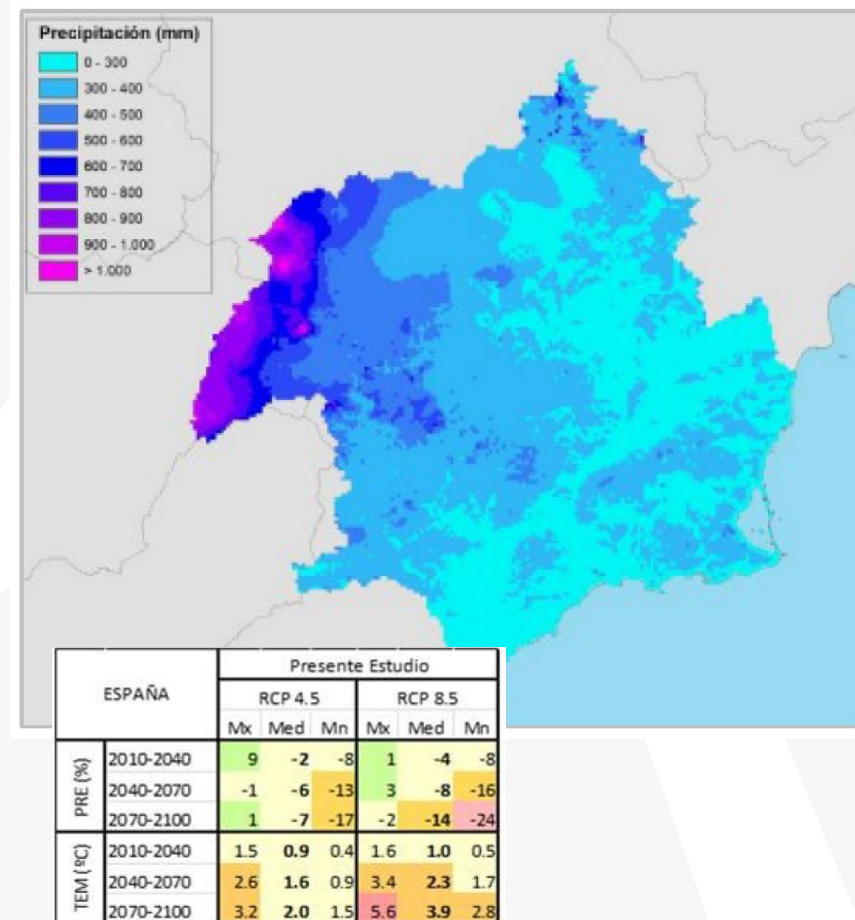 Precipitación (mm)
0 - 300
300 - 400
400 - 500
500 - 600
600 - 700
700 - 800
800 - 900
900 - 1.000
> 1.000
Presente Estudio
ESPAÑA RCP 4.5 RCP 8.5
Mx Med Mn Mx Med Mn
PRE (%)
2010-2040 9 -2 -8 1 -4 -8
2040-2070 -1 -6 -13 3 -8 -16
2070-2100 1 -7 -17 -2 -14 -24
TEM (ºC)
2010-2040 1.5 0.9 0.4 1.6 1.0 0.5
2040-2070 2.6 1.6 0.9 3.4 2.3 1.7
2070-2100 3.2 2.0 1.5 5.6 3.9 2.8